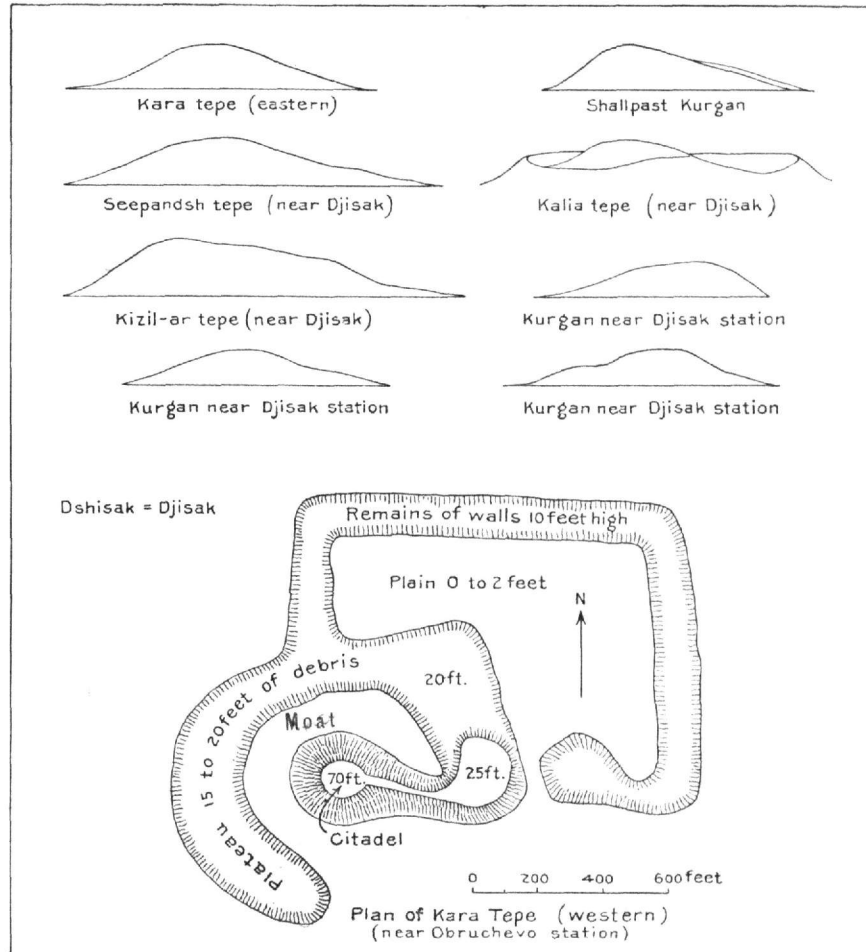 Kara tepe (eastern)
Shallpast Kurgan
Seepandsh tepe (near Djisak)
Kalia tepe (near Djisak)
Kizil-ar tepe (near Djisak)
Kurgan near Djisak station
Kurgan near Djisak station
Kurgan near Djisak station
Dshisak = Djisak
Remains of walls 10 feet high
Plain 0 to 2 feet
N
Plateau 15 to 20 feet of debris
20ft.
Moat
70ft.
25ft.
Citadel
0 200 400 600 feet
Plan of Kara Tepe (western)
(near Obruchevo station)